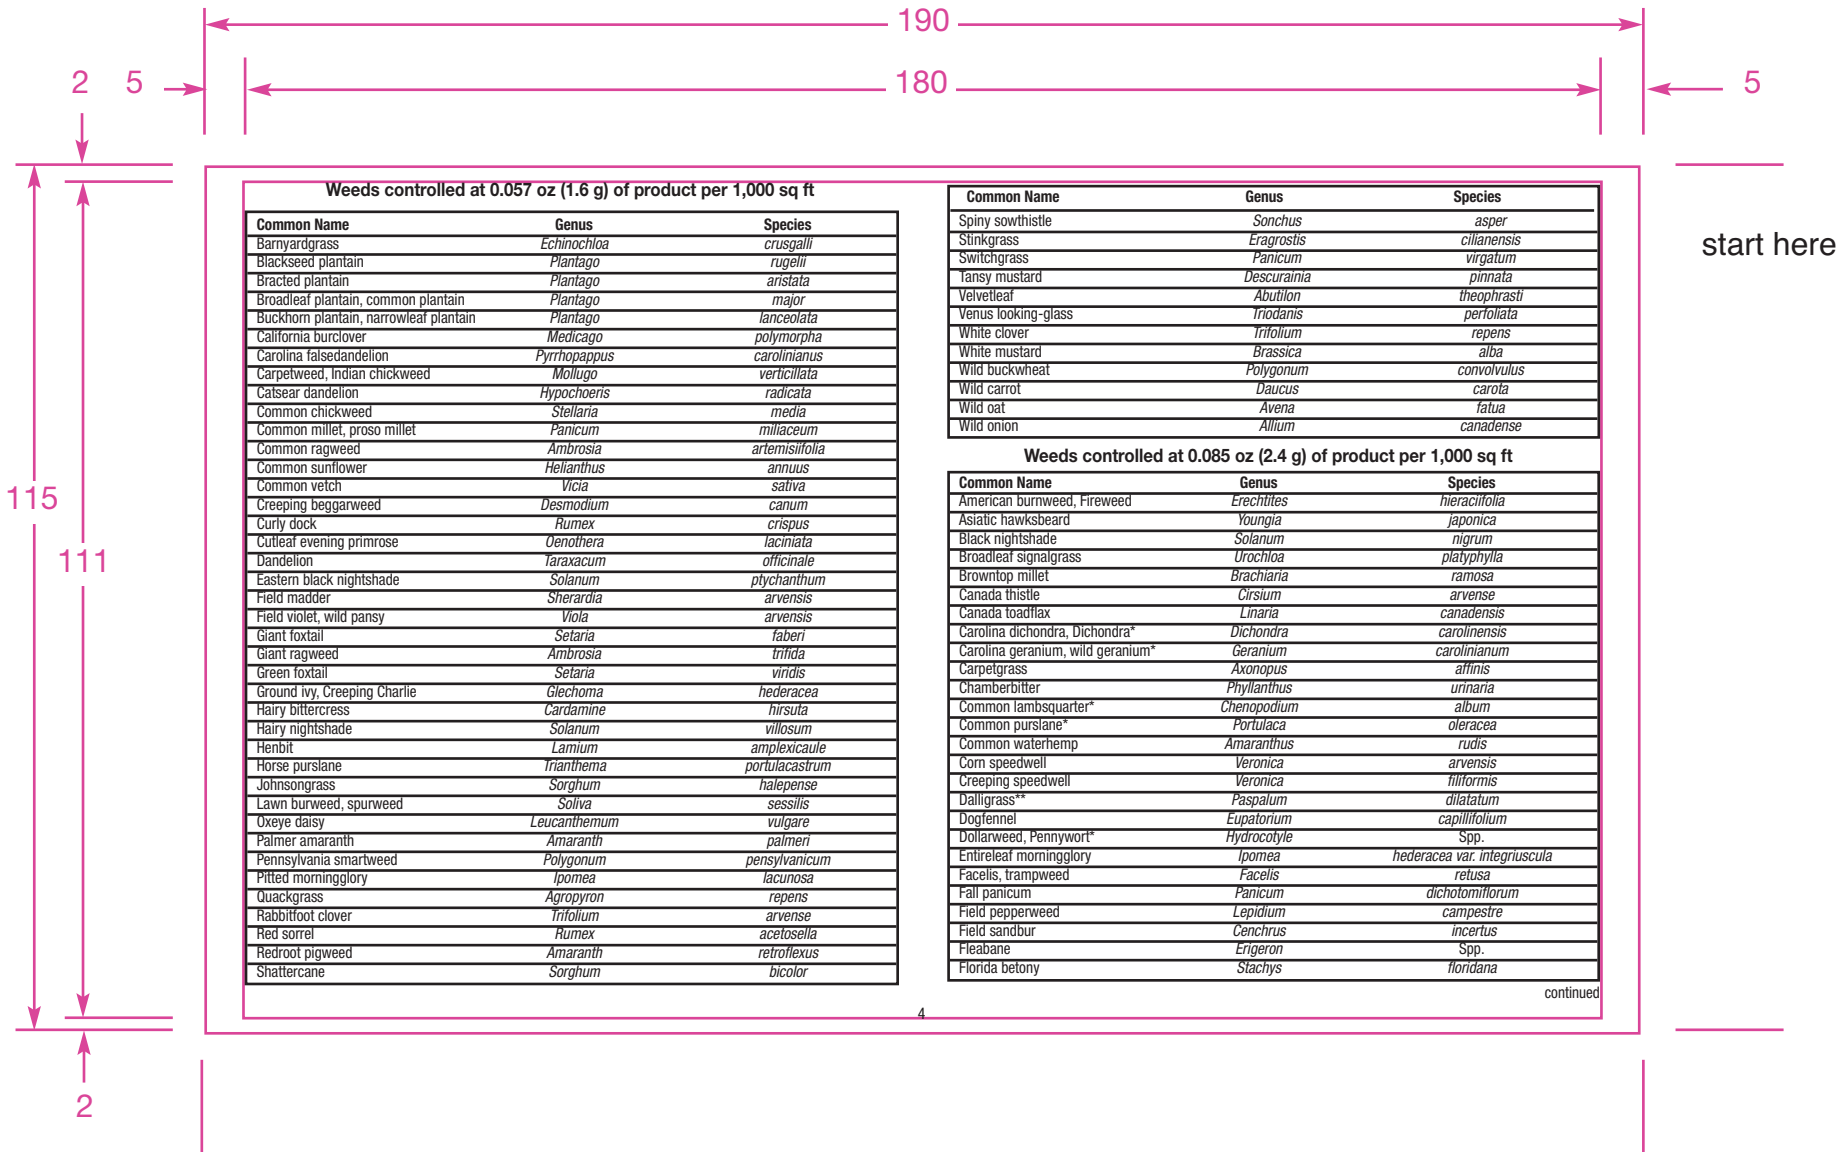 190
2 5 180 5
Weeds controlled at 0.057 oz (1.6 g) of product per 1,000 sq ft
Common Name Genus Species
Barnyardgrass Echinochloa crusgalli
Blackseed plantain Plantago rugelii
Bracted plantain Plantago aristata
Broadleaf plantain, common plantain Plantago major
Buckhorn plantain, narrowleaf plantain Plantago lanceolata
California burclover Medicago polymorpha
Carolina falsedandelion Pyrrhopappus carolinianus
Carpetweed, Indian chickweed Mollugo verticillata
Catsear dandelion Hypochoeris radicata
Common chickweed Stellaria media
Common millet, proso millet Panicum miliaceum
Common ragweed Ambrosia artemisiifolia
Common sunflower Helianthus annuus
Common vetch Vicia sativa
Creeping beggarweed Desmodium canum
Curly dock Rumex crispus
Cutleaf evening primrose Oenothera laciniata
Dandelion Taraxacum officinale
Eastern black nightshade Solanum ptychanthum
Field madder Sherardia arvensis
Field violet, wild pansy Viola arvensis
Giant foxtail Setaria faberi
Giant ragweed Ambrosia trifida
Green foxtail Setaria viridis
Ground ivy, Creeping Charlie Glechoma hederacea
Hairy bittercress Cardamine hirsuta
Hairy nightshade Solanum villosum
Henbit Lamium amplexicaule
Horse purslane Trianthema portulacastrum
Johnsongrass Sorghum halepense
Lawn burweed, spurweed Soliva sessilis
Oxeye daisy Leucanthemum vulgare
Palmer amaranth Amaranth palmeri
Pennsylvania smartweed Polygonum pensylvanicum
Pitted morningglory Ipomea lacunosa
Quackgrass Agropyron repens
Rabbitfoot clover Trifolium arvense
Red sorrel Rumex acetosella
Redroot pigweed Amaranth retroflexus
Shattercane Sorghum bicolor
Common Name Genus Species
Spiny sowthistle Sonchus asper
Stinkgrass Eragrostis cilianensis
Switchgrass Panicum virgatum
Tansy mustard Descurainia pinnata
Velvetleaf Abutilon theophrasti
Venus looking-glass Triodanis perfoliata
White clover Trifolium repens
White mustard Brassica alba
Wild buckwheat Polygonum convolvulus
Wild carrot Daucus carota
Wild oat Avena fatua
Wild onion Allium canadense
Weeds controlled at 0.085 oz (2.4 g) of product per 1,000 sq ft
Common Name Genus Species
American burnweed, Fireweed Erechtites hieraciifolia
Asiatic hawksbeard Youngia japonica
Black nightshade Solanum nigrum
Broadleaf signalgrass Urochloa platyphylla
Browntop millet Brachiaria ramosa
Canada thistle Cirsium arvense
Canada toadflax Linaria canadensis
Carolina dichondra, Dichondra* Dichondra carolinensis
Carolina geranium, wild geranium* Geranium carolinianum
Carpetgrass Axonopus affinis
Chamberbitter Phyllanthus urinaria
Common lambsquarter* Chenopodium album
Common purslane* Portulaca oleracea
Common waterhemp Amaranthus rudis
Corn speedwell Veronica arvensis
Creeping speedwell Veronica filiformis
Dalligrass** Paspalum dilatatum
Dogfennel Eupatorium capillifolium
Dollarweed, Pennywort* Hydrocotyle Spp.
Entireleaf morningglory Ipomea hederacea var. integriuscula
Facelis, trampweed Facelis retusa
Fall panicum Panicum dichotomiflorum
Field pepperweed Lepidium campestre
Field sandbur Cenchrus incertus
Fleabane Erigeron Spp.
Florida betony Stachys floridana
continued
4
start here
115
111
2